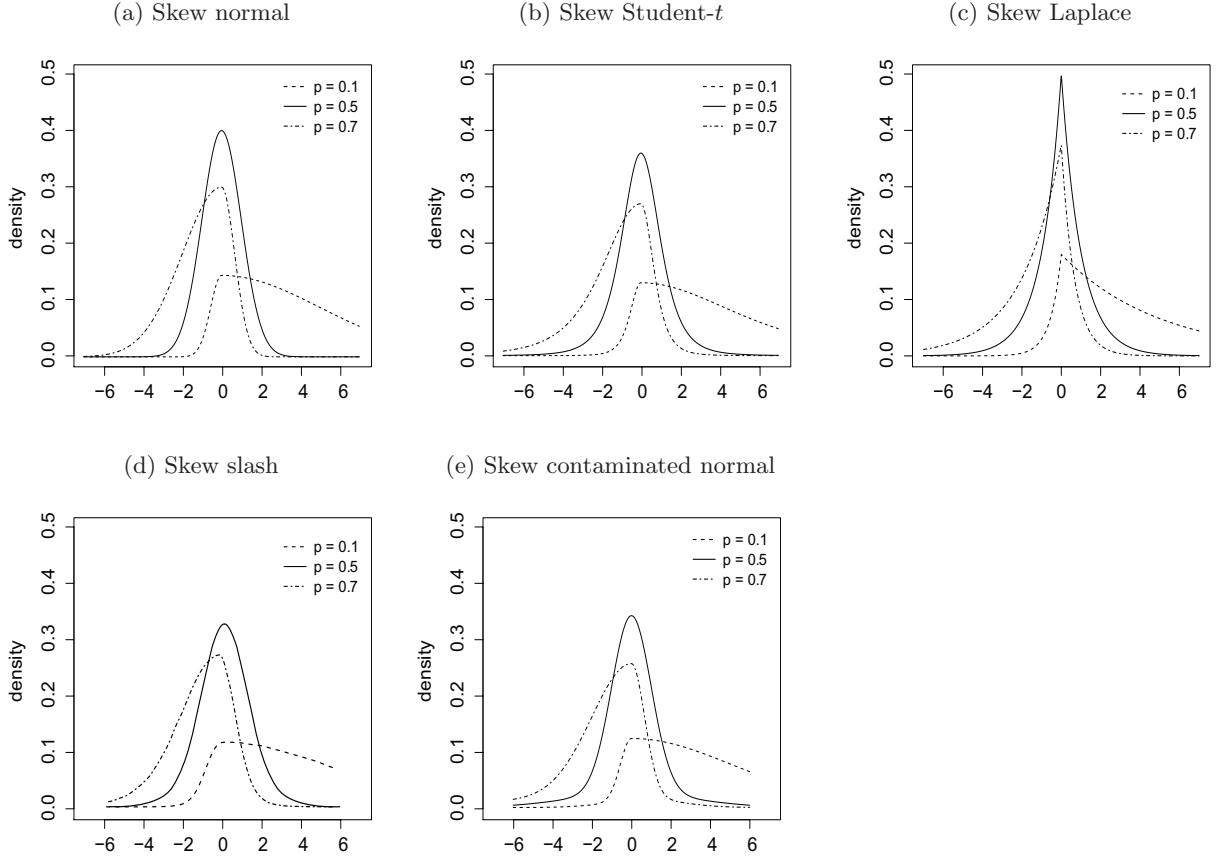 (a) Skew normal
(b) Skew Student-t
(c) Skew Laplace
density
0.0 0.1 0.2 0.3 0.4 0.5
p = 0.1
p = 0.5
p = 0.7
−6 −4 −2 0 2 4 6
density
0.0 0.1 0.2 0.3 0.4 0.5
p = 0.1
p = 0.5
p = 0.7
−6 −4 −2 0 2 4 6
density
0.0 0.1 0.2 0.3 0.4 0.5
p = 0.1
p = 0.5
p = 0.7
−6 −4 −2 0 2 4 6
(d) Skew slash
(e) Skew contaminated normal
density
0.0 0.1 0.2 0.3 0.4 0.5
p = 0.1
p = 0.5
p = 0.7
−6 −4 −2 0 2 4 6
density
0.0 0.1 0.2 0.3 0.4 0.5
p = 0.1
p = 0.5
p = 0.7
−6 −4 −2 0 2 4 6